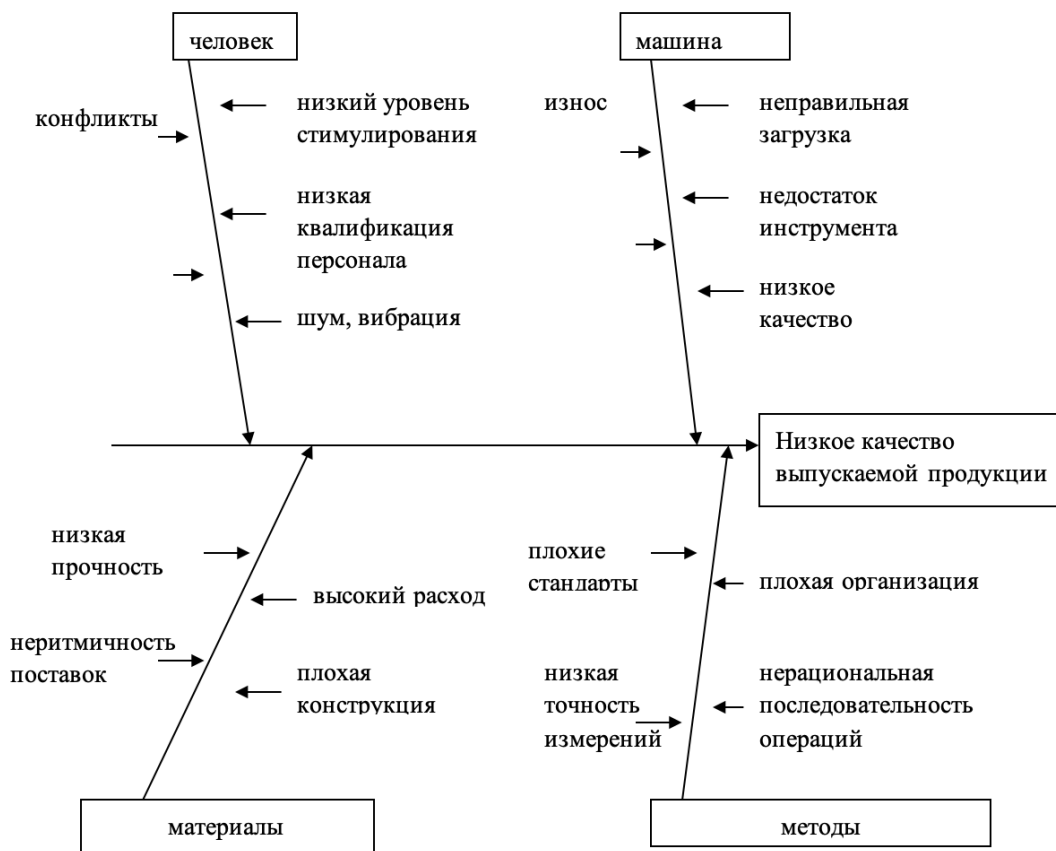 человек
машина
конфликты
низкий уровень
стимулирования
низкая
квалификация
персонала
шум, вибрация
износ
неправильная
загрузка
недостаток
инструмента
низкое
качество
Низкое качество
выпускаемой продукции
низкая
прочность
высокий расход
неритмичность
поставок
плохая
конструкция
плохие
стандарты
плохая организация
низкая
точность
измерений
нерациональная
последовательность
операций
материалы
методы